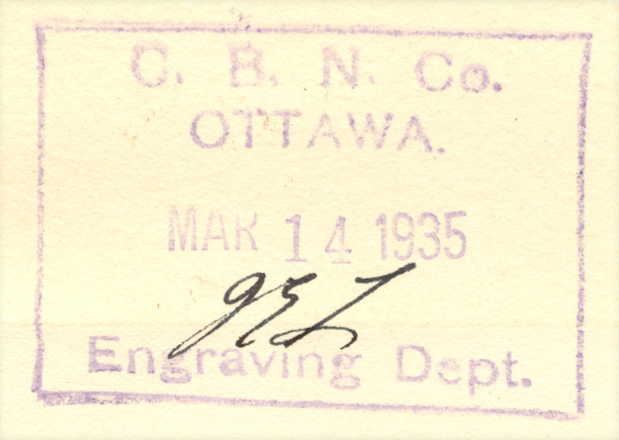 C. B. N. Co.
OTTAWA.
MAR 14 1935
Engraving Dept.